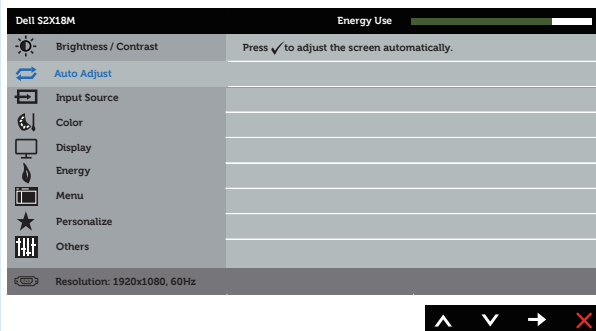 Dell S2X18M Energy Use
Brightness / Contrast Press ✓ to adjust the screen automatically.
Auto Adjust
Input Source
Color
Display
Energy
Menu
Personalize
Others
Resolution: 1920x1080, 60Hz